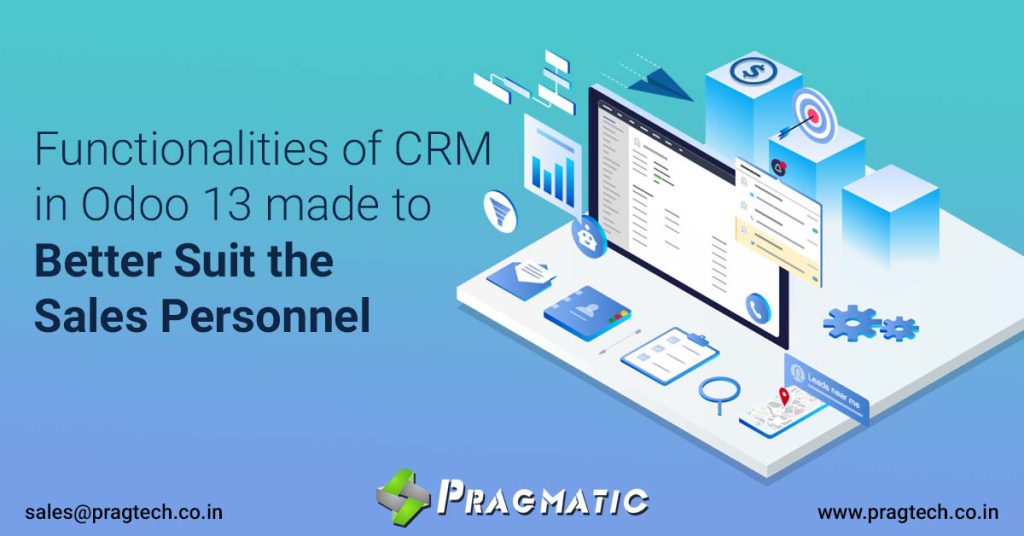 Functionalities of CRM
in Odoo 13 made to
Better Suit the
Sales Personnel
Leads near me
PRAGMATIC
sales@pragtech.co.in
www.pragtech.co.in